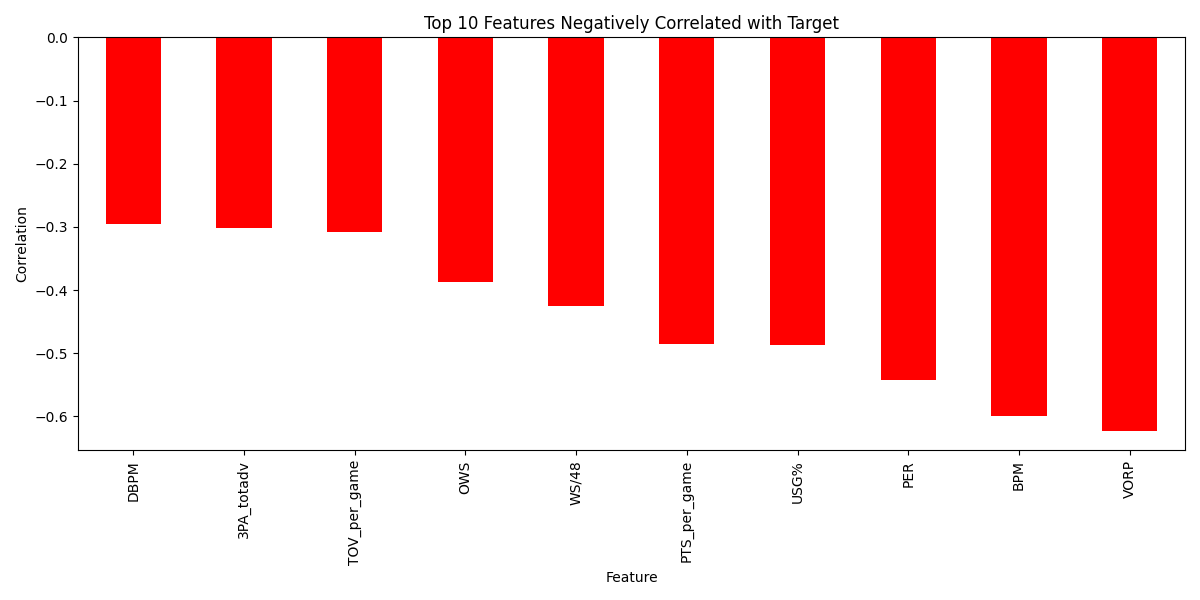 Top 10 Features Negatively Correlated with Target
Correlation
0.0
−0.1
−0.2
−0.3
−0.4
−0.5
−0.6
DBPM
3PA_totadv
TOV_per_game
OWS
WS/48
PTS_per_game
USG%
PER
BPM
VORP
Feature